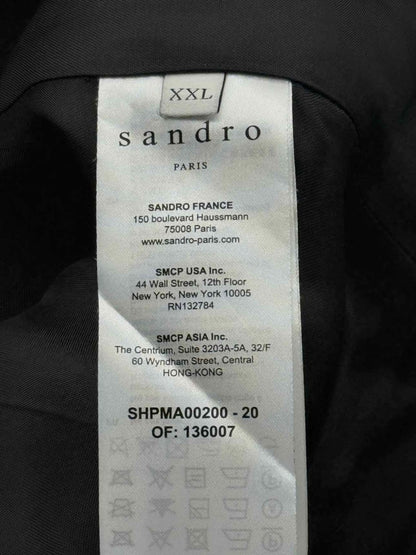 XXL
sandro
PARIS
SANDRO FRANCE
150 boulevard Haussmann
75008 Paris
www.sandro-paris.com
SMCP USA Inc.
44 Wall Street, 12th Floor
New York, New York 10005
RN132784
SMCP ASIA Inc.
The Centrium, Suite 3203A-5A, 32/F
60 Wyndham Street, Central
HONG-KONG
SHPMA00200 - 20
OF: 136007